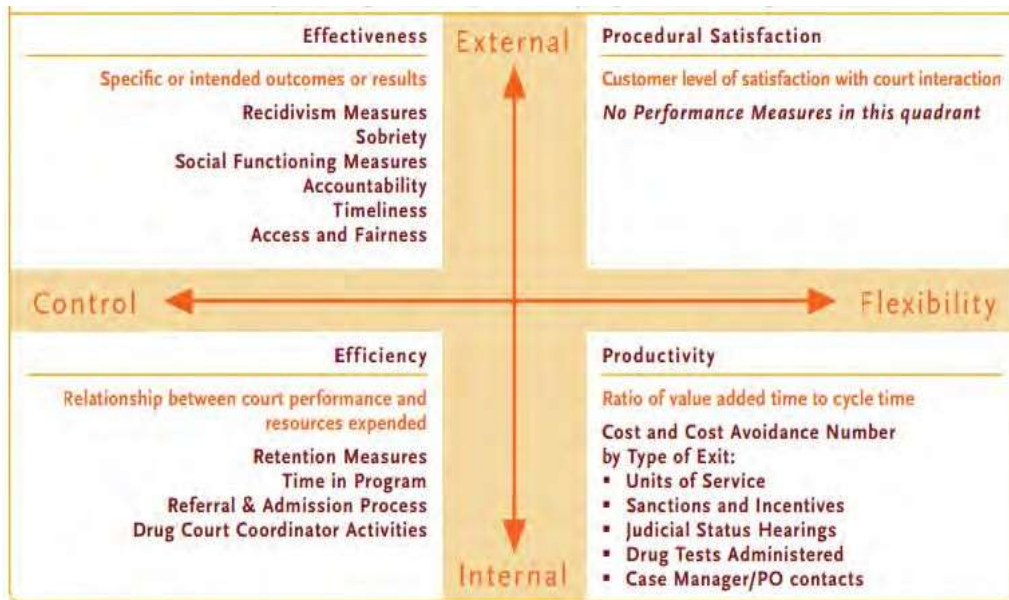 External
Effectiveness
Specific or intended outcomes or results
Recidivism Measures
Sobriety
Social Functioning Measures
Accountability
Timeliness
Access and Fairness
Procedural Satisfaction
Customer level of satisfaction with court interaction
No Performance Measures in this quadrant
Control
Flexibility
Efficiency
Relationship between court performance and
resources expended
Retention Measures
Time in Program
Referral & Admission Process
Drug Court Coordinator Activities
Productivity
Ratio of value added time to cycle time
Cost and Cost Avoidance Number
by Type of Exit:
▪ Units of Service
▪ Sanctions and Incentives
▪ Judicial Status Hearings
▪ Drug Tests Administered
▪ Case Manager/PO contacts
Internal